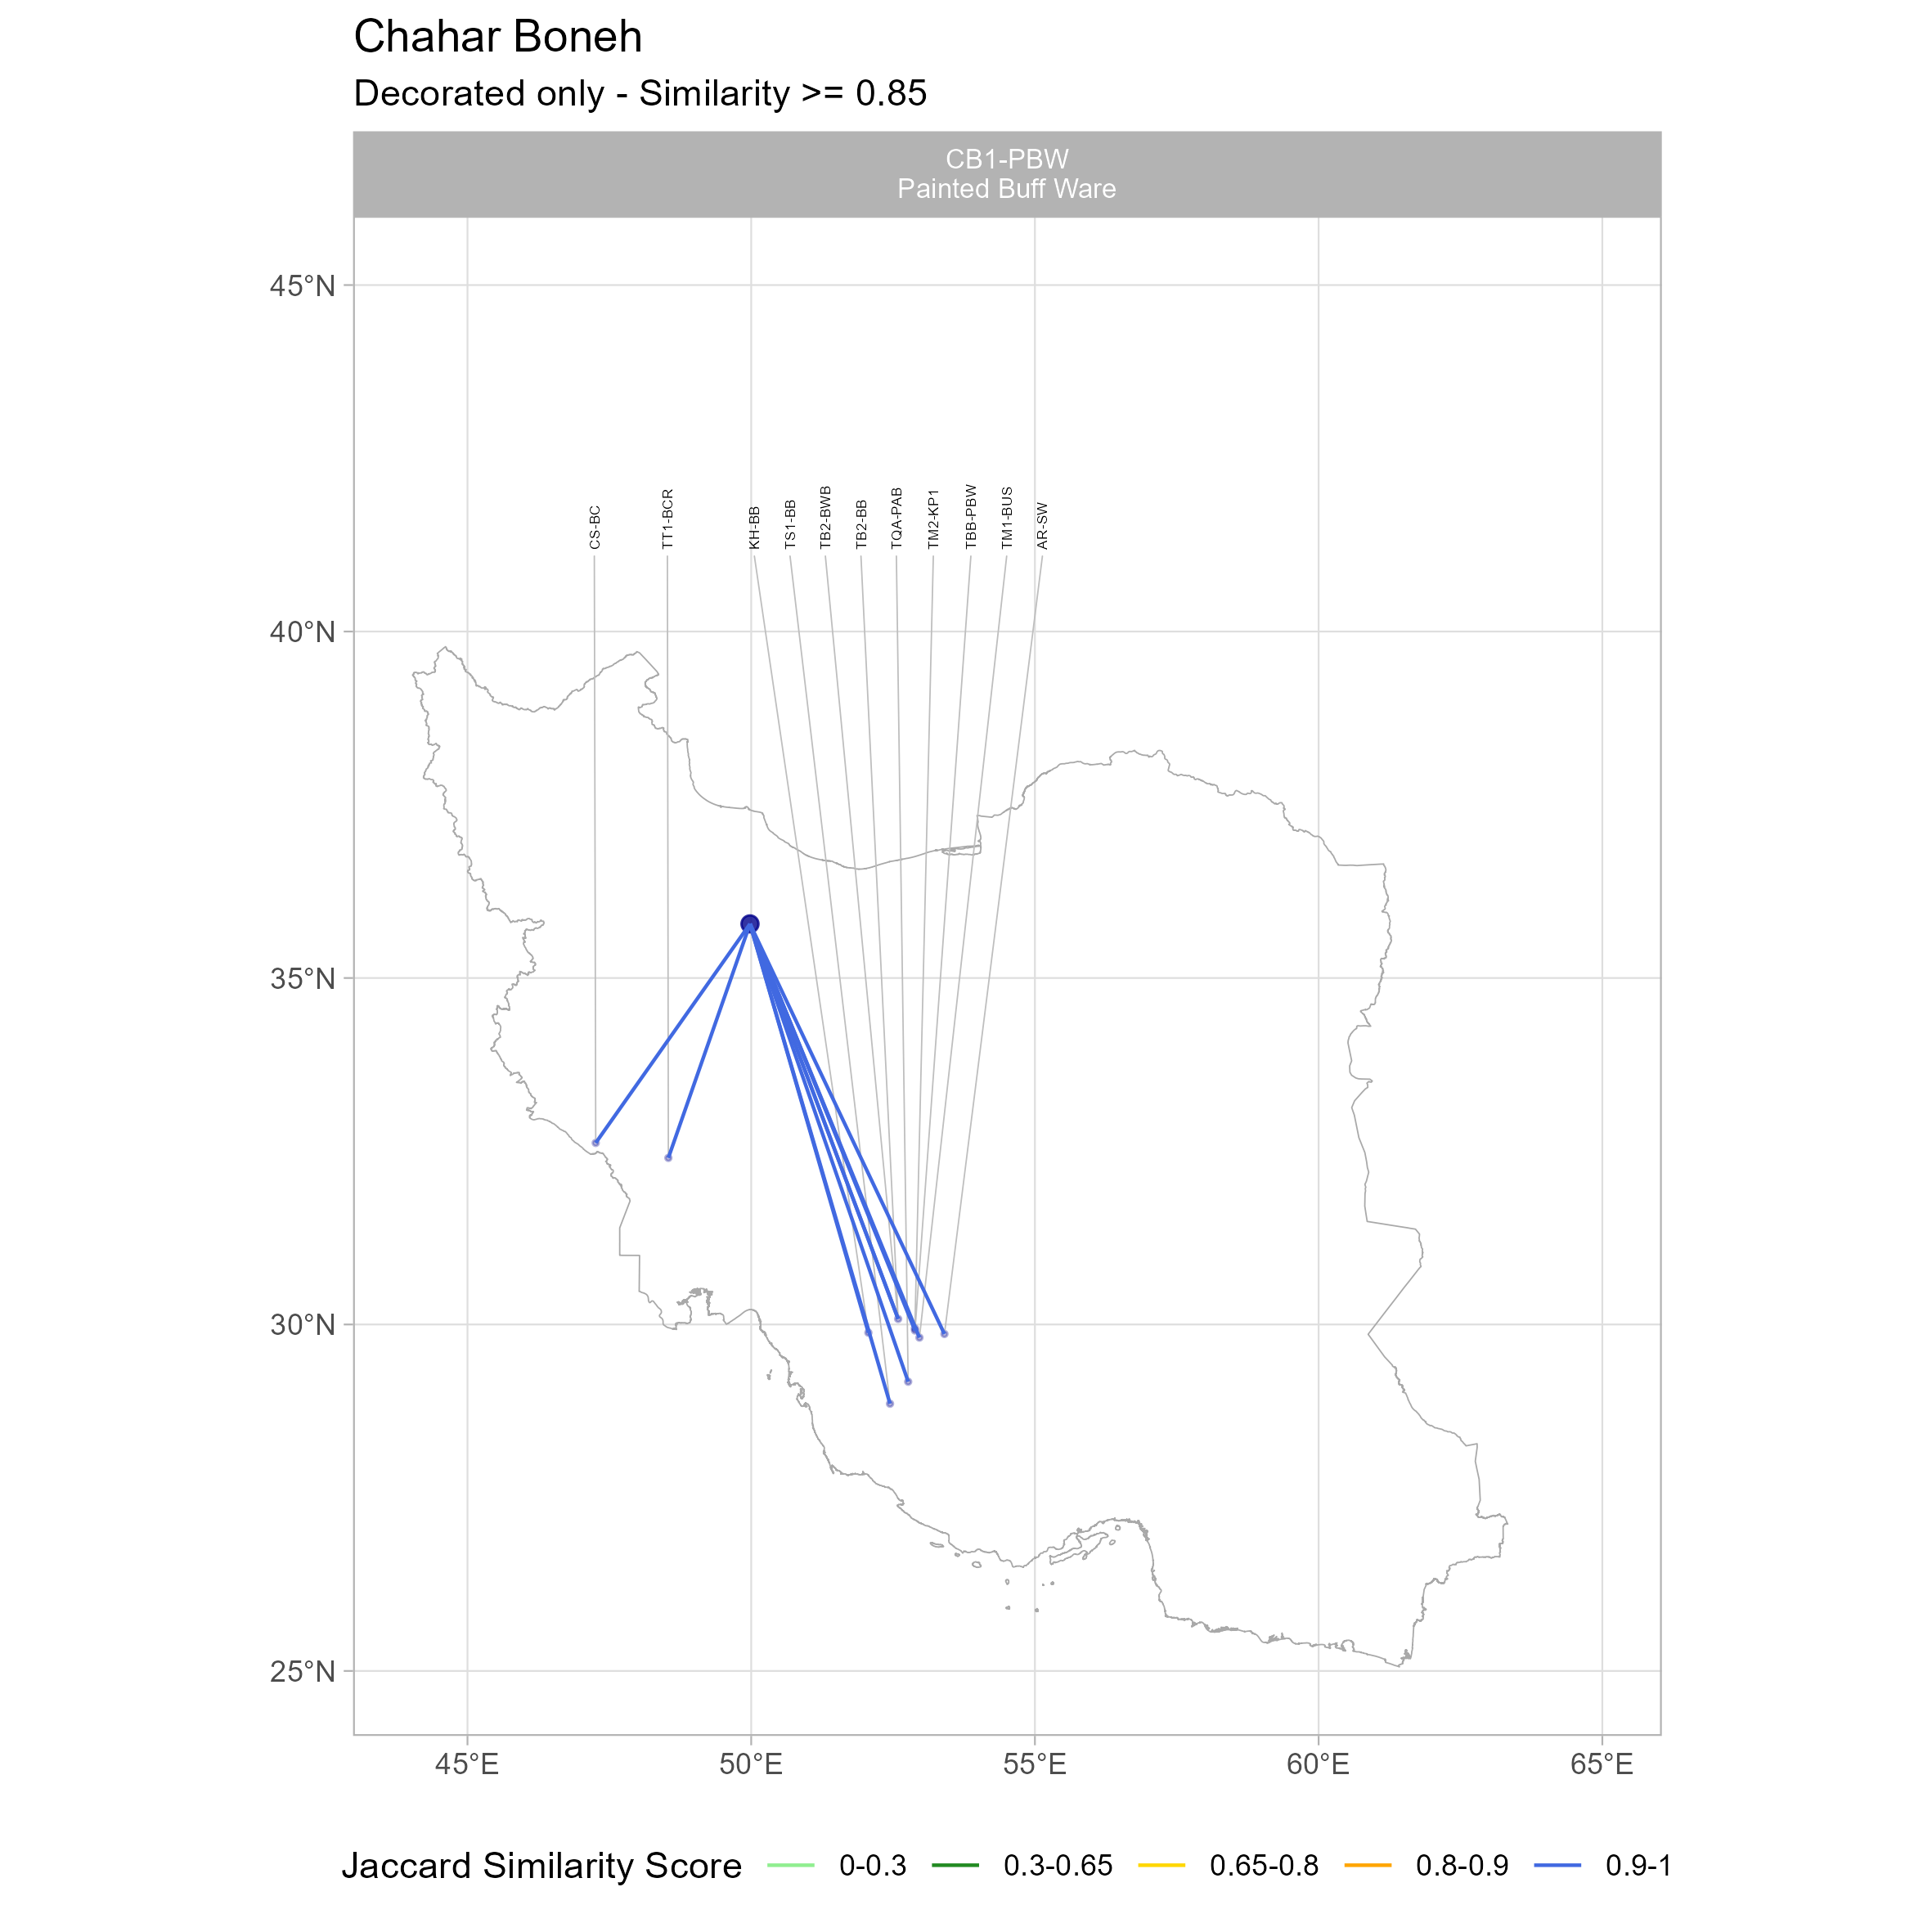 Chahar Boneh
Decorated only - Similarity >= 0.85
CB1-PBW
Painted Buff Ware
45°N
CS-BC
TT1-BCR
KH-BB
TS1-BB
TB2-BWB
TB2-BB
TQA-PAB
TM2-KP1
TBB-PBW
TM1-BUS
AR-SW
40°N
35°N
30°N
25°N
45°E 50°E 55°E 60°E 65°E
Jaccard Similarity Score 0-0.3 0.3-0.65 0.65-0.8 0.8-0.9 0.9-1